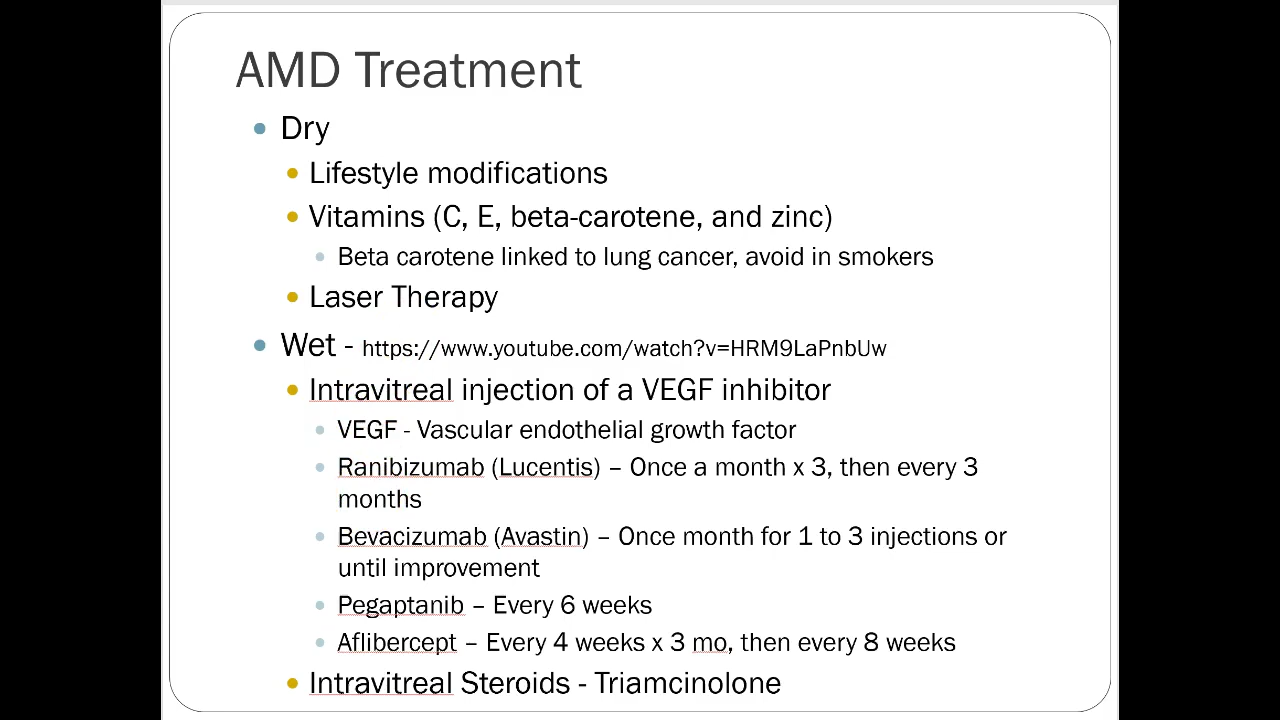 AMD Treatment
Dry
Lifestyle modifications
Vitamins (C, E, beta-carotene, and zinc)
Beta carotene linked to lung cancer, avoid in smokers
Laser Therapy
Wet - https://www.youtube.com/watch?v=HRM9LaPnbUw
Intravitreal injection of a VEGF inhibitor
VEGF - Vascular endothelial growth factor
Ranibizumab (Lucentis) – Once a month x 3, then every 3
months
Bevacizumab (Avastin) – Once month for 1 to 3 injections or
until improvement
Pegaptanib – Every 6 weeks
Aflibercept – Every 4 weeks x 3 mo, then every 8 weeks
Intravitreal Steroids - Triamcinolone